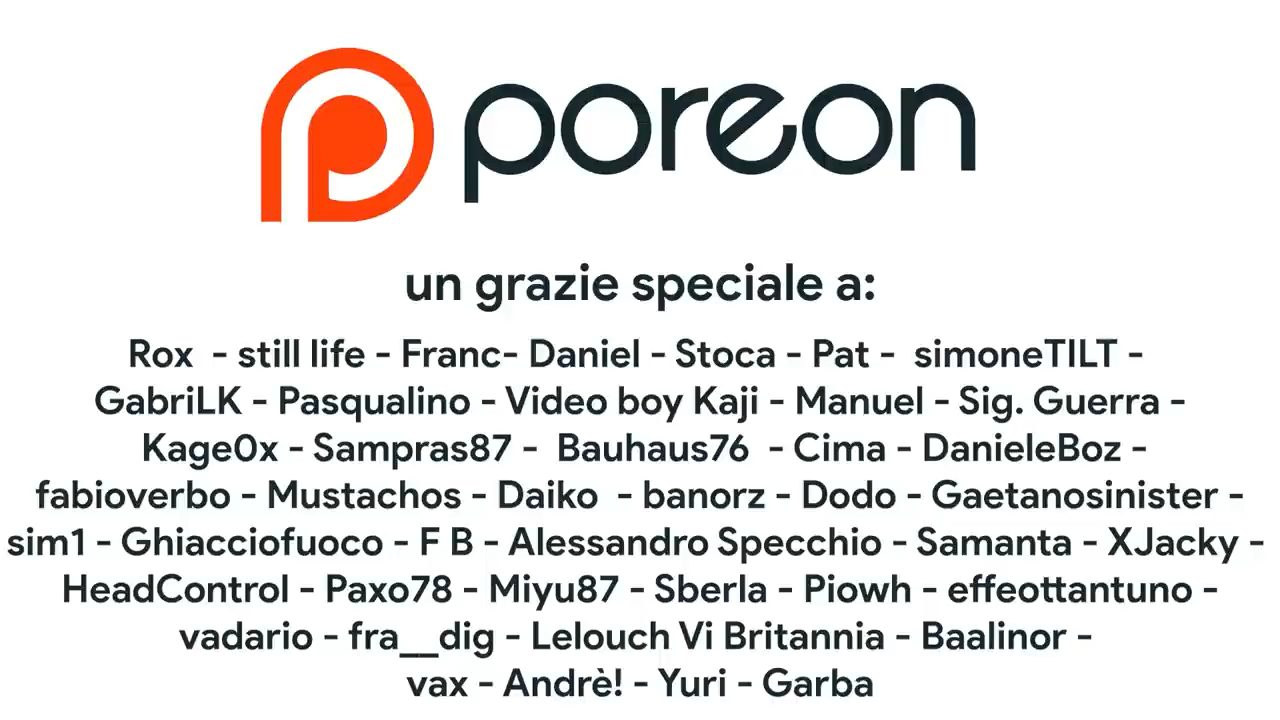 poreon
un grazie speciale a:
Rox - still life - Franc- Daniel - Stoca - Pat - simoneTILT -
GabriLK - Pasqualino - Video boy Kaji - Manuel - Sig. Guerra -
Kage0x - Sampras87 - Bauhaus76 - Cima - DanieleBoz -
fabioverbo - Mustachos - Daiko - banorz - Dodo - Gaetanosinister -
sim1 - Ghiacciofuoco - F B - Alessandro Specchio - Samanta - XJacky -
HeadControl - Paxo78 - Miyu87 - Sberla - Piowh - effeottantuno -
vadario - fra__dig - Lelouch Vi Britannia - Baalinor -
vax - Andrè! - Yuri - Garba